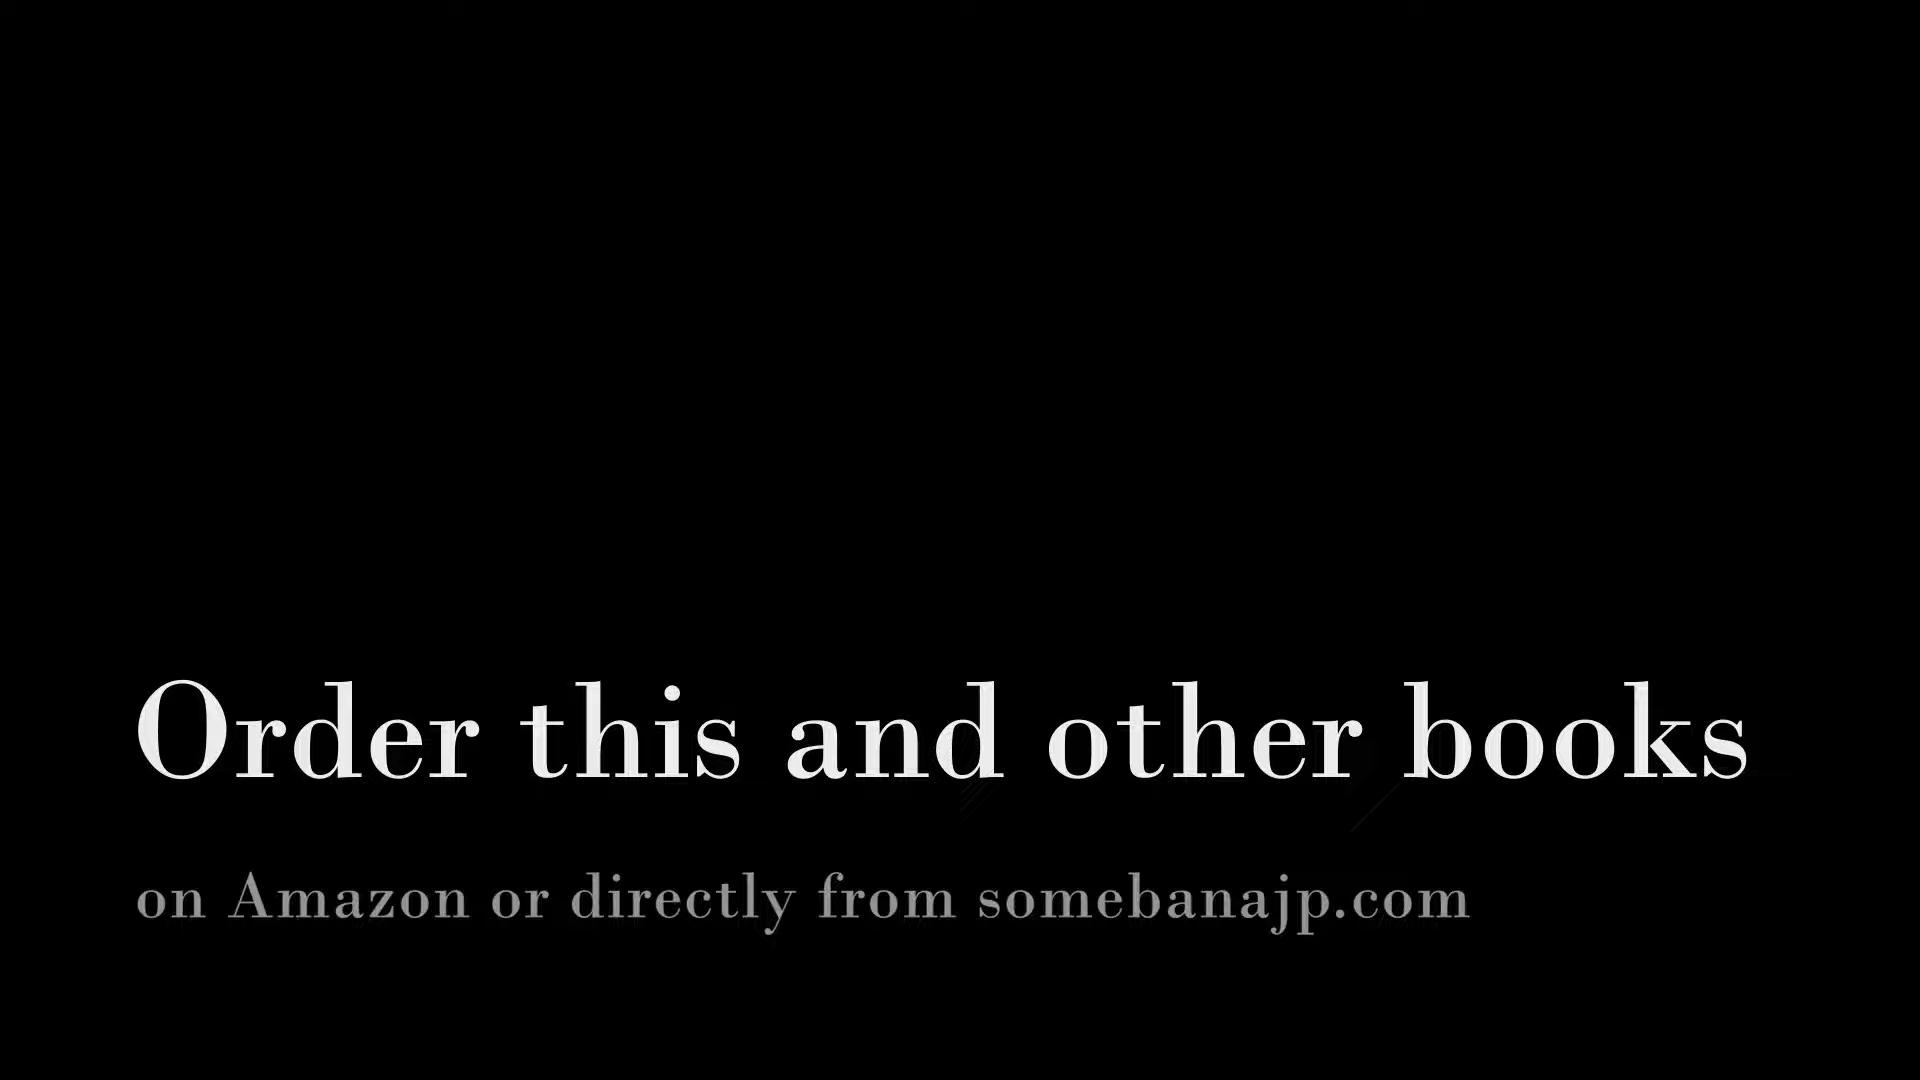 Order this and other books
on Amazon or directly from somebanajp.com